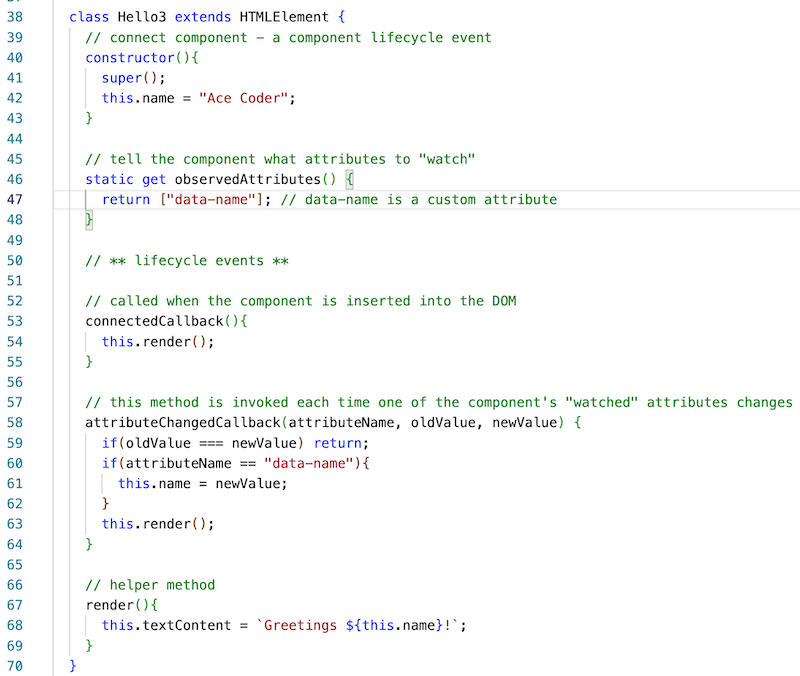 38 class Hello3 extends HTMLElement {
39   // connect component – a component lifecycle event
40   constructor(){
41     super();
42     this.name = "Ace Coder";
43   }
44
45   // tell the component what attributes to "watch"
46   static get observedAttributes() {
47     return ["data-name"]; // data-name is a custom attribute
48   }
49
50   // ** lifecycle events **
51
52   // called when the component is inserted into the DOM
53   connectedCallback(){
54     this.render();
55   }
56
57   // this method is invoked each time one of the component's "watched" attributes changes
58   attributeChangedCallback(attributeName, oldValue, newValue) {
59     if(oldValue === newValue) return;
60     if(attributeName == "data-name"){
61       this.name = newValue;
62     }
63     this.render();
64   }
65
66   // helper method
67   render(){
68     this.textContent = `Greetings ${this.name}!`;
69   }
70 }